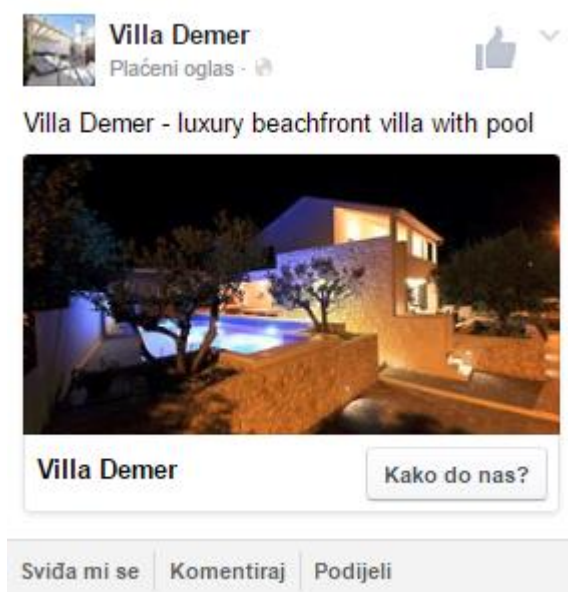 Villa Demer
Plaćeni oglas ·
Villa Demer - luxury beachfront villa with pool
Villa Demer
Kako do nas?
Sviđa mi se
Komentiraj
Podijeli